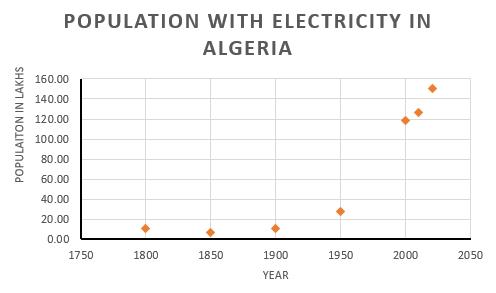 POPULATION WITH ELECTRICITY IN
ALGERIA
POPULAITON IN LAKHS
160.00
140.00
120.00
100.00
80.00
60.00
40.00
20.00
0.00
1750 1800 1850 1900 1950 2000 2050
YEAR